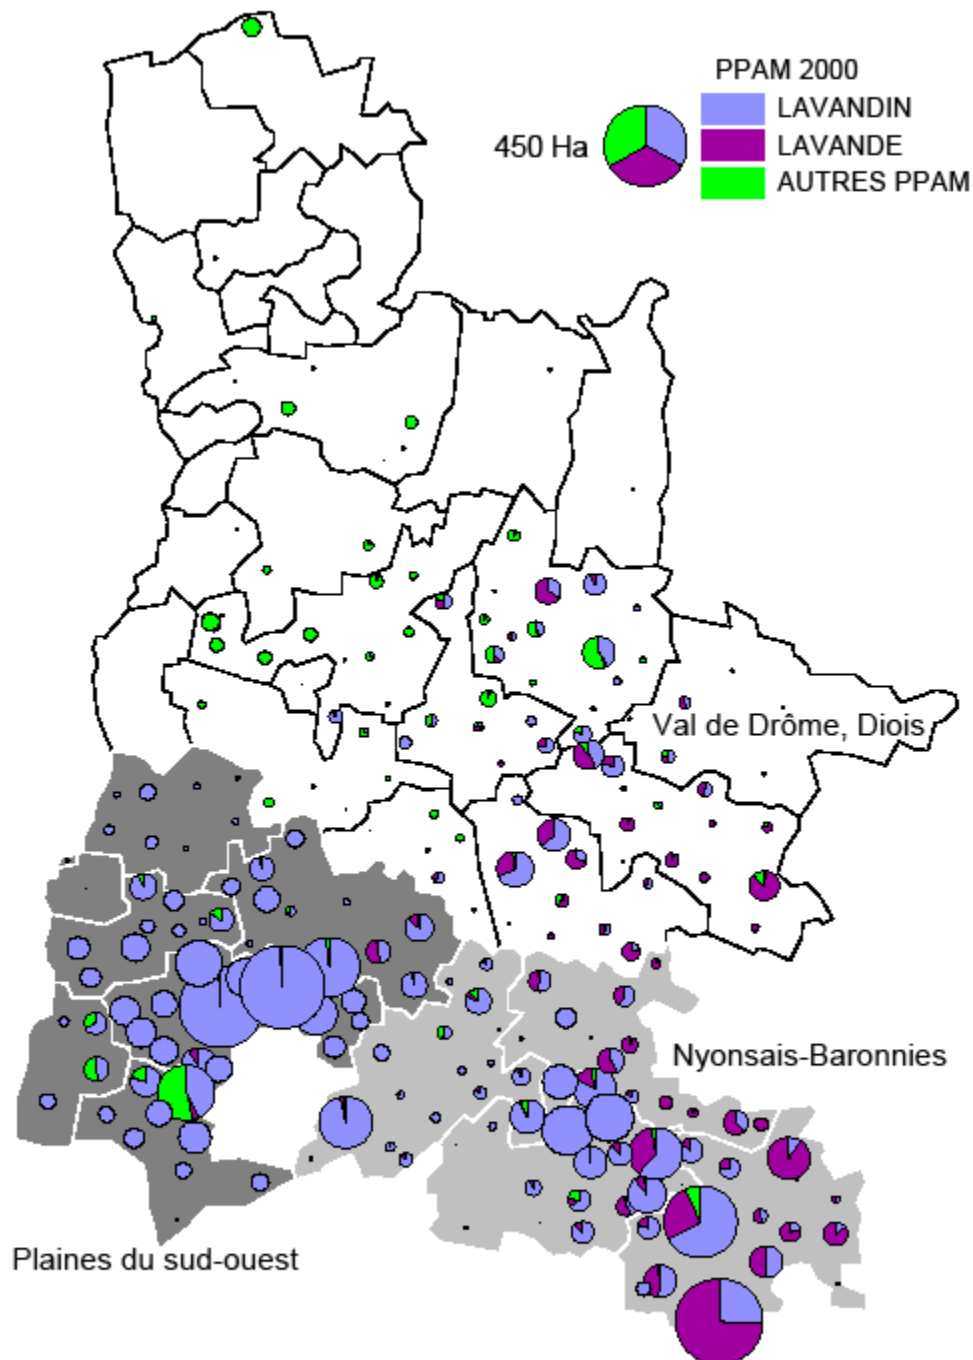 PPAM 2000
450 Ha
LAVANDIN
LAVANDE
AUTRES PPAM
Val de Drôme, Diois
Nyonsais-Baronnies
Plaines du sud-ouest